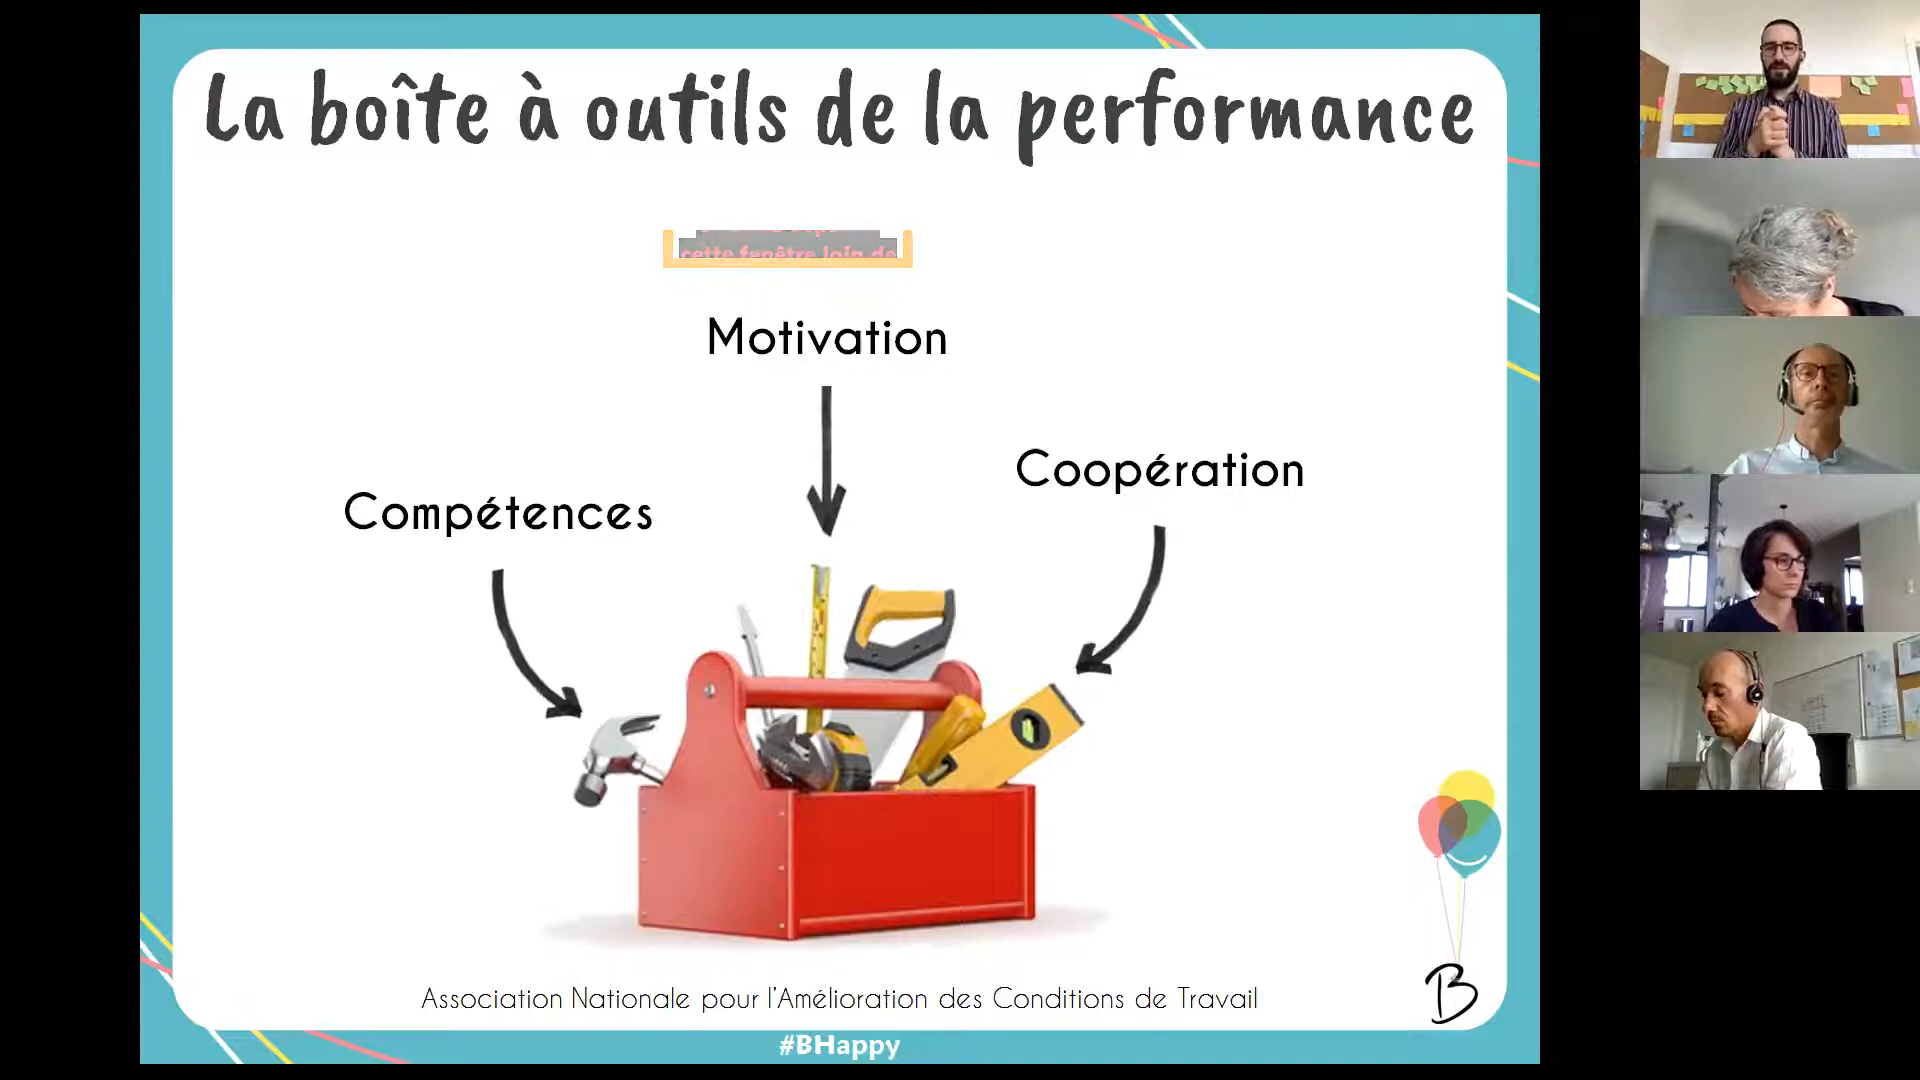 La boîte à outils de la performance
cette fenêtre loin de
Motivation
Coopération
Compétences
Association Nationale pour l'Amélioration des Conditions de Travail
B
#BHappy